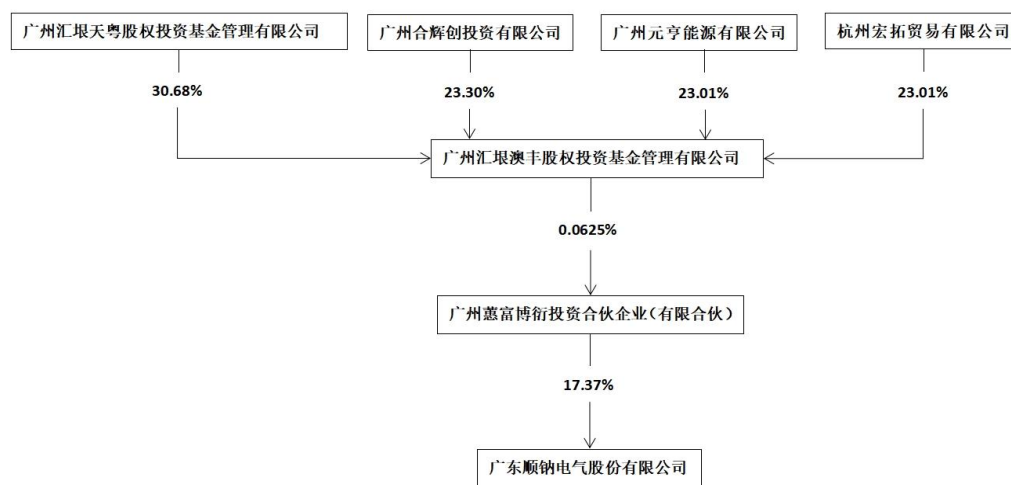 广州汇垠天粤股权投资基金管理有限公司
广州合辉创投资有限公司
广州元亨能源有限公司
杭州宏拓贸易有限公司
30.68%
23.30%
23.01%
23.01%
广州汇垠澳丰股权投资基金管理有限公司
0.0625%
广州蕙富博衍投资合伙企业(有限合伙)
17.37%
广东顺钠电气股份有限公司